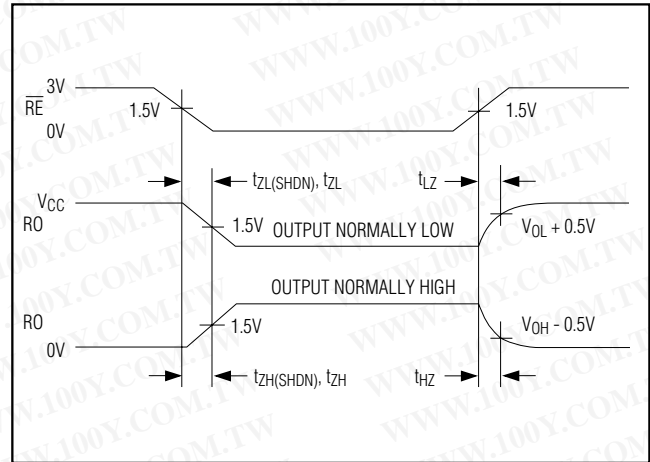 3V
RE
1.5V
1.5V
0V
tZL(SHDN), tZL
tLZ
VCC
RO
1.5V
OUTPUT NORMALLY LOW
VOL + 0.5V
OUTPUT NORMALLY HIGH
RO
1.5V
VOH - 0.5V
0V
tZH(SHDN), tZH
tHZ
WWW.100Y.COM.TW